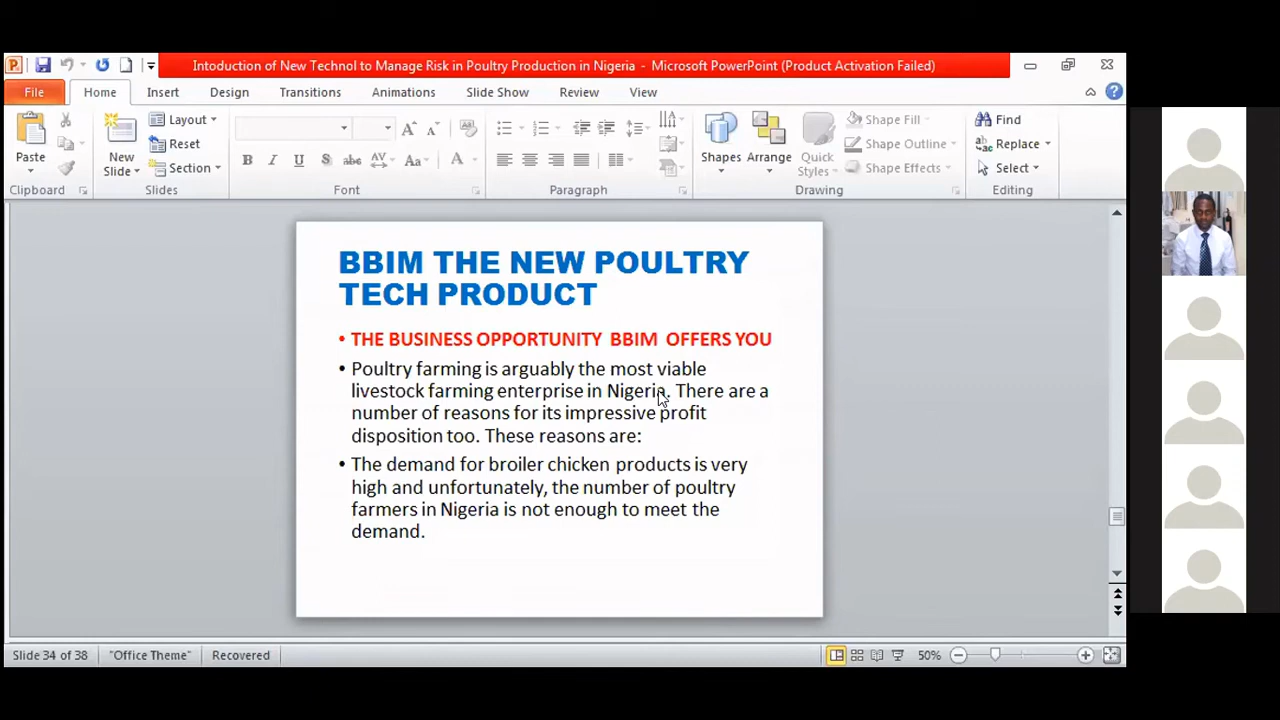 Intoduction of New Technol to Manage Risk in Poultry Production in Nigeria - Microsoft PowerPoint (Product Activation Failed)
File Home Insert Design Transitions Animations Slide Show Review View
Paste
New Slide
Layout
Reset
Section
B I U S abc AV Aa A
Shapes
Arrange
Quick Styles
Shape Fill
Shape Outline
Shape Effects
Find
Replace
Select
Clipboard Slides Font Paragraph Drawing Editing
BBIM THE NEW POULTRY
TECH PRODUCT
• THE BUSINESS OPPORTUNITY BBIM OFFERS YOU
• Poultry farming is arguably the most viable
livestock farming enterprise in Nigeria. There are a
number of reasons for its impressive profit
disposition too. These reasons are:
• The demand for broiler chicken products is very
high and unfortunately, the number of poultry
farmers in Nigeria is not enough to meet the
demand.
Slide 34 of 38 "Office Theme" Recovered 50%